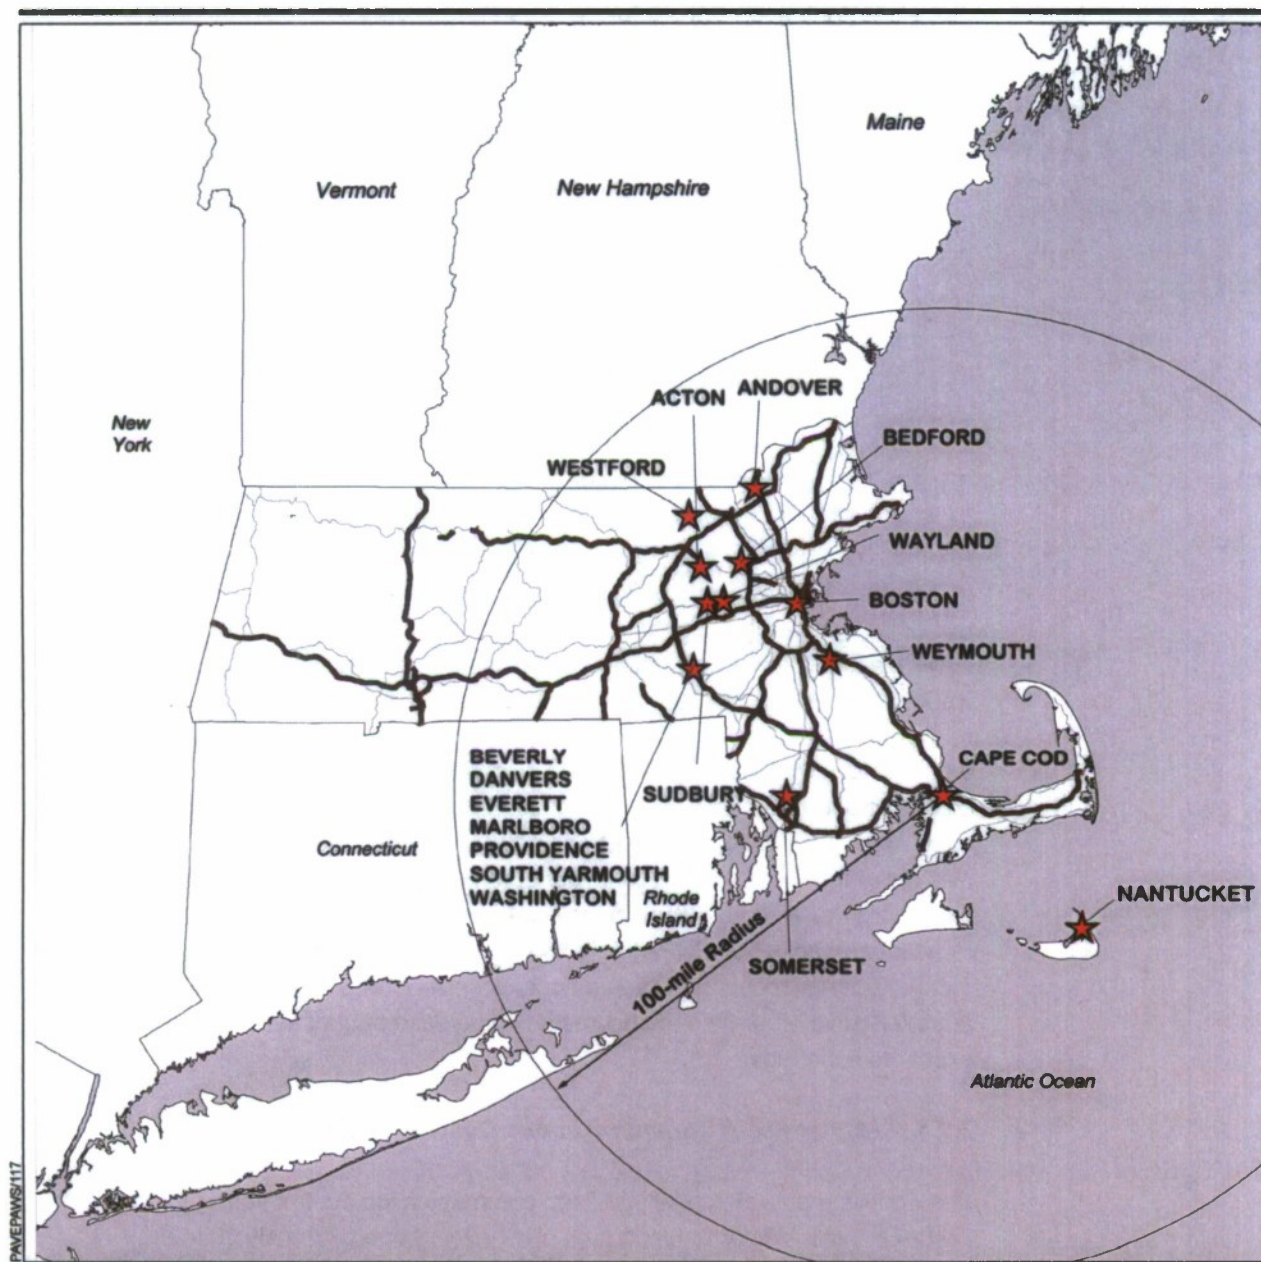 Maine
Vermont
New Hampshire
ACTON
ANDOVER
New
York
BEDFORD
WESTFORD
WAYLAND
BOSTON
WEYMOUTH
BEVERLY
DANVERS
EVERETT
MARLBORO
PROVIDENCE
SOUTH YARMOUTH
WASHINGTON
SUDBURY
CAPE COD
Connecticut
Rhode
Island
NANTUCKET
100-mile Radius
SOMERSET
Atlantic Ocean
PAVEPAWS/117